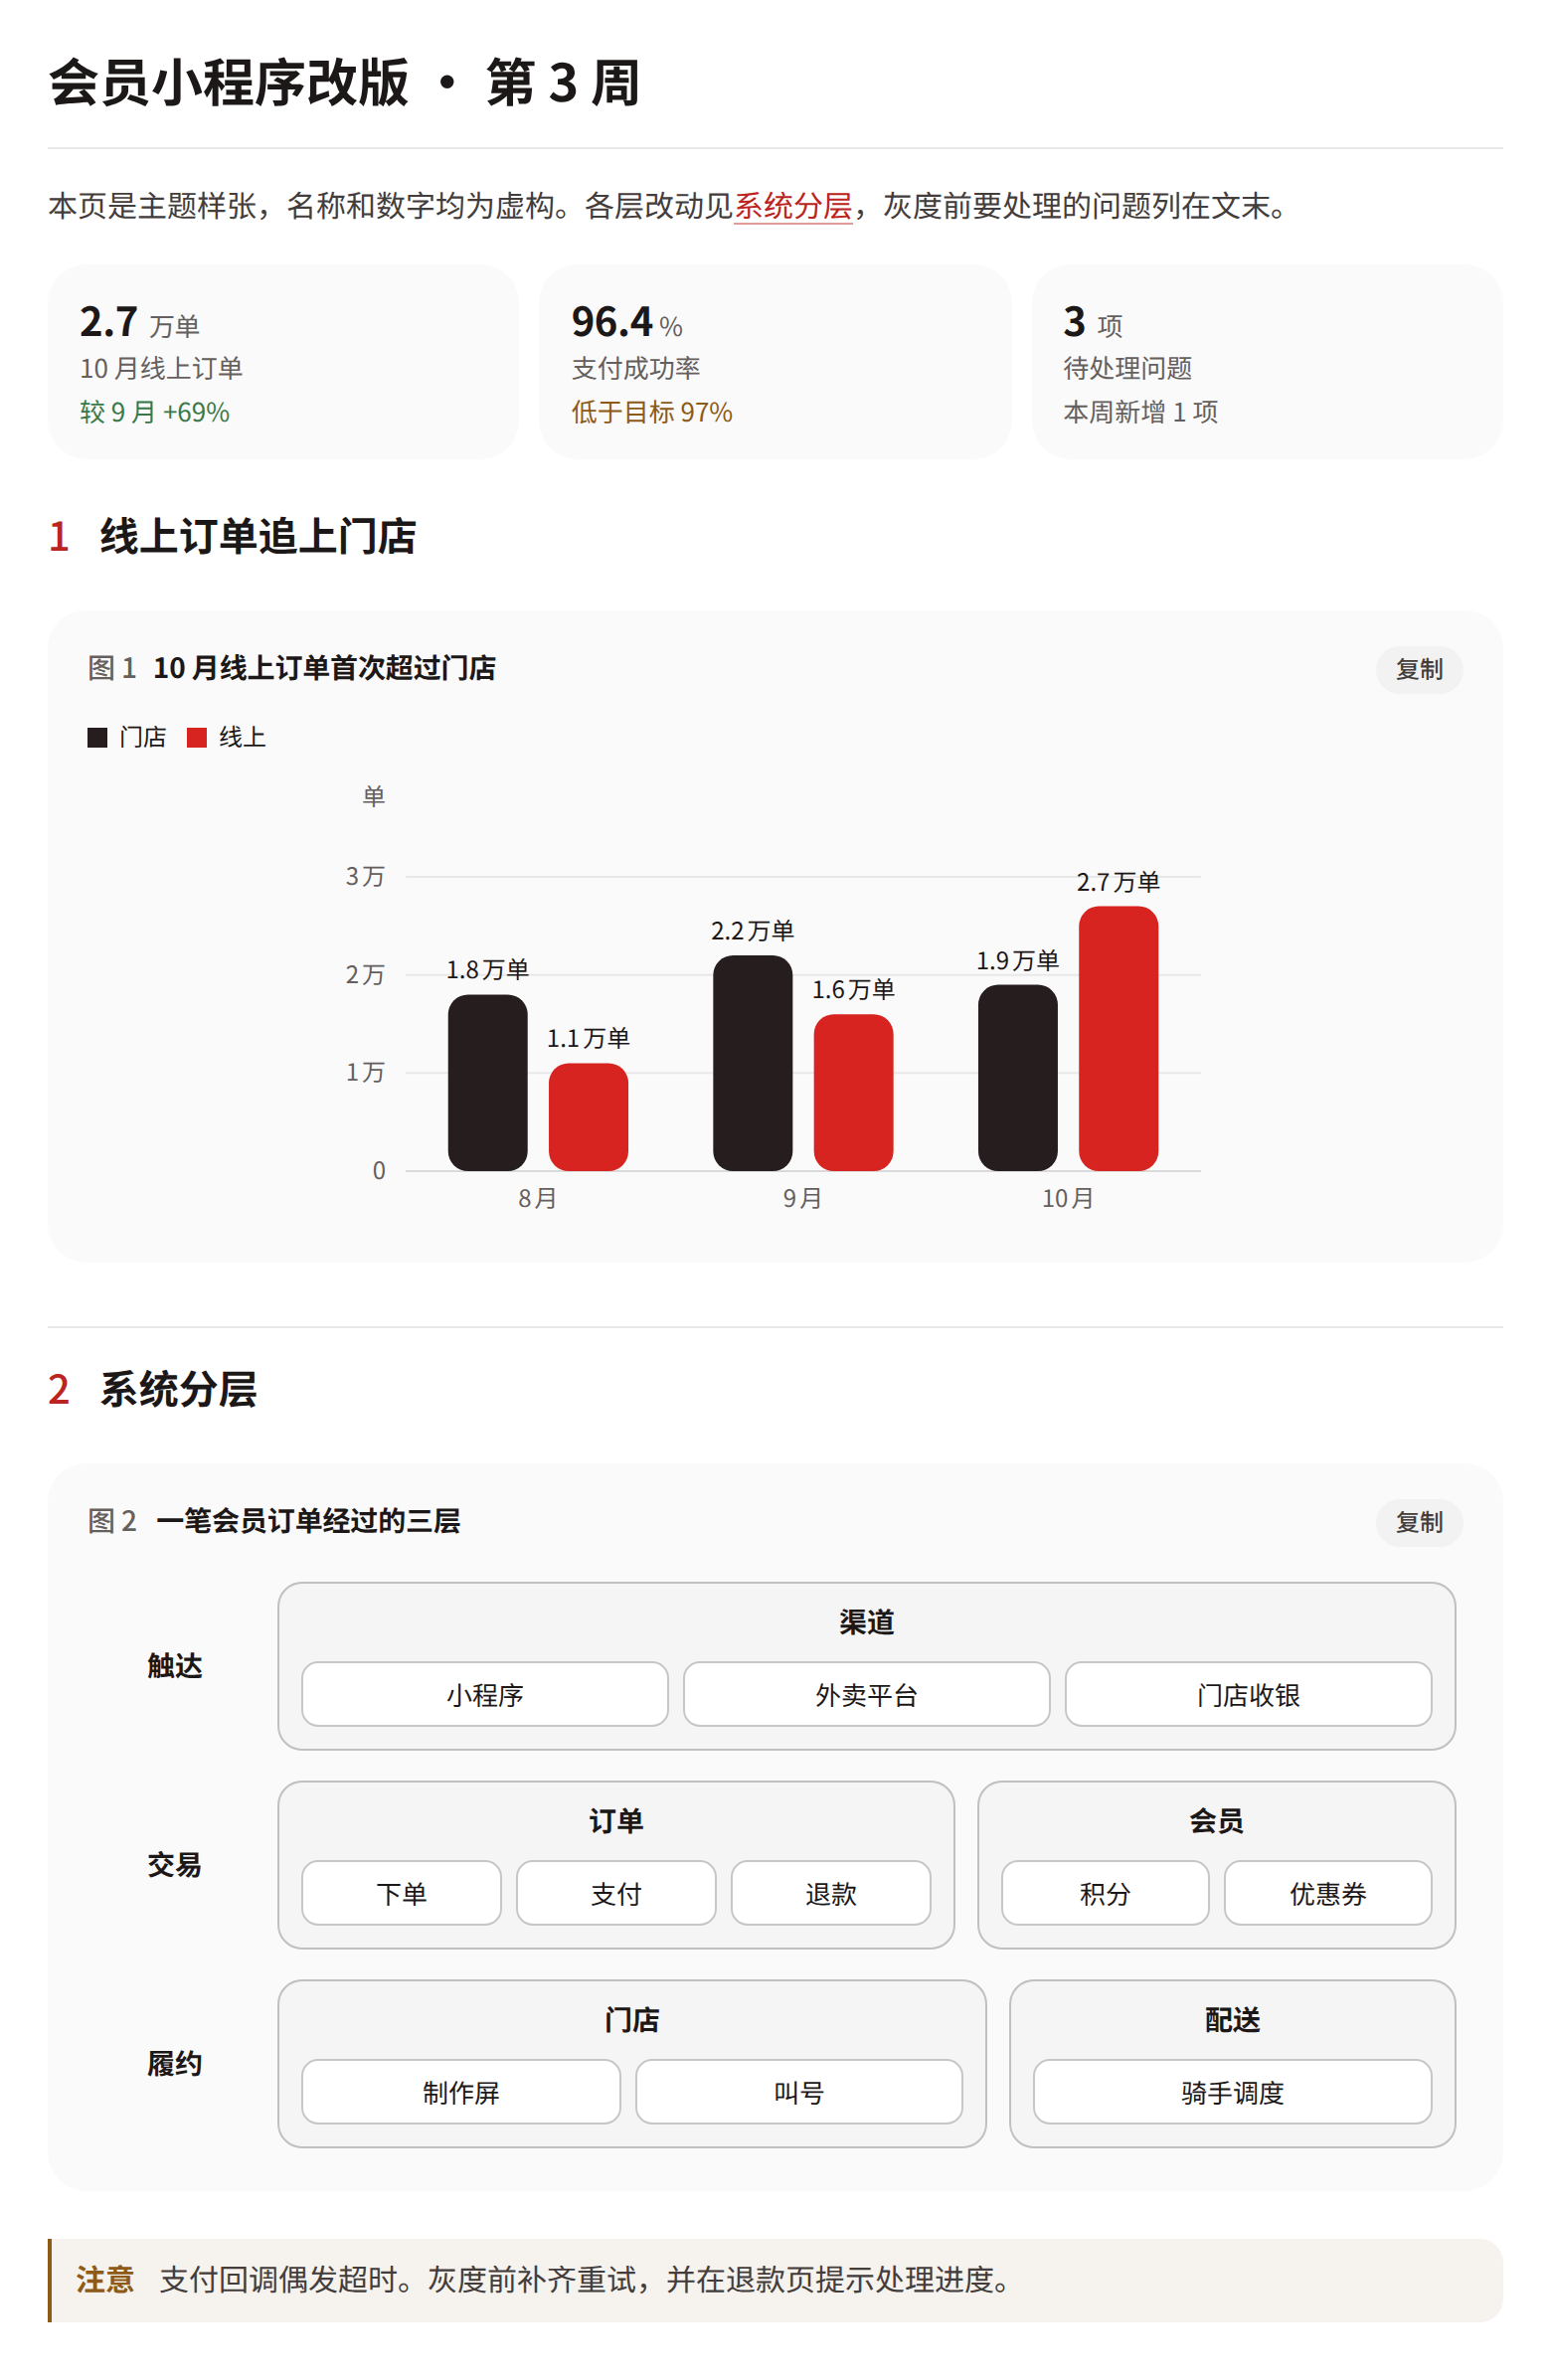 会员小程序改版 · 第 3 周
本页是主题样张，名称和数字均为虚构。各层改动见系统分层，灰度前要处理的问题列在文末。
2.7 万单
10 月线上订单
较 9 月 +69%
96.4 %
支付成功率
低于目标 97%
3 项
待处理问题
本周新增 1 项
1 线上订单追上门店
图 1 10 月线上订单首次超过门店
复制
门店 线上
单
3万
2万
1万
0
1.8万单
1.1万单
2.2万单
1.6万单
1.9万单
2.7万单
8月 9月 10月
2 系统分层
图 2 一笔会员订单经过的三层
复制
触达
渠道
小程序 外卖平台 门店收银
交易
订单
下单 支付 退款
会员
积分 优惠券
履约
门店
制作屏 叫号
配送
骑手调度
注意 支付回调偶发超时。灰度前补齐重试，并在退款页提示处理进度。